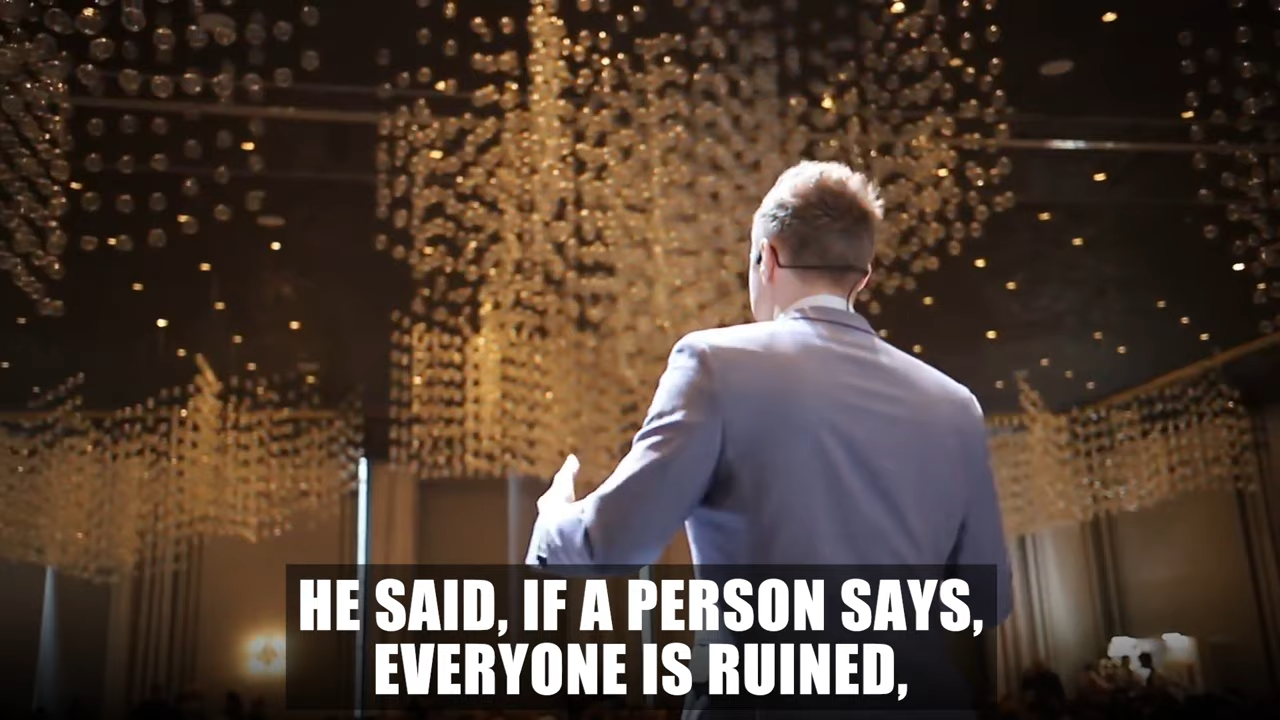 HE SAID, IF A PERSON SAYS,
EVERYONE IS RUINED,